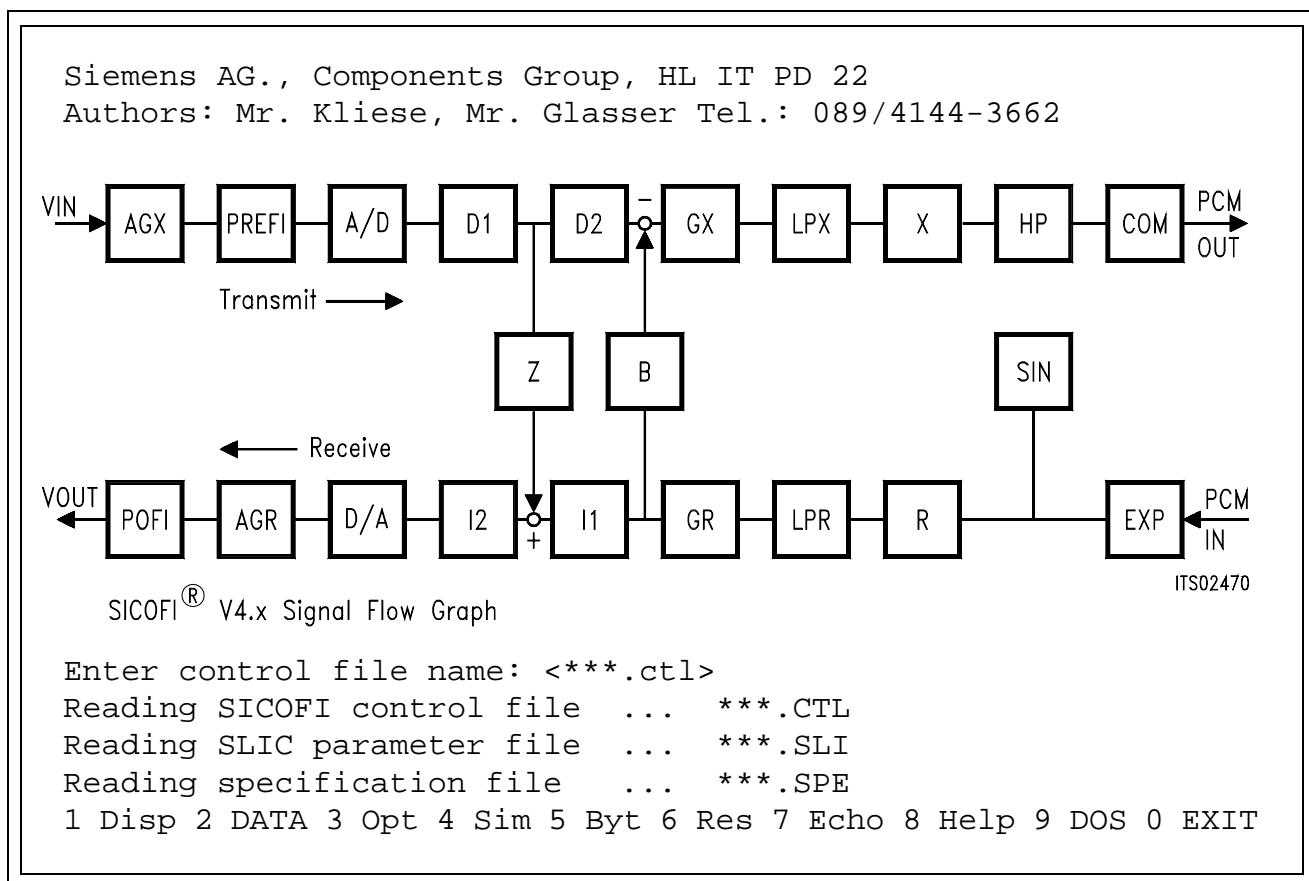 Siemens AG., Components Group, HL IT PD 22
Authors: Mr. Kliese, Mr. Glasser Tel.: 089/4144-3662
VIN AGX PREFI A/D D1 D2 - GX LPX X HP COM PCM OUT
Transmit
Z B SIN
Receive
VOUT POFI AGR D/A I2 + I1 GR LPR R EXP PCM IN
ITS02470
SICOFI® V4.x Signal Flow Graph
Enter control file name: <***.ctl>
Reading SICOFI control file ... ***.CTL
Reading SLIC parameter file ... ***.SLI
Reading specification file ... ***.SPE
1 Disp 2 DATA 3 Opt 4 Sim 5 Byt 6 Res 7 Echo 8 Help 9 DOS 0 EXIT